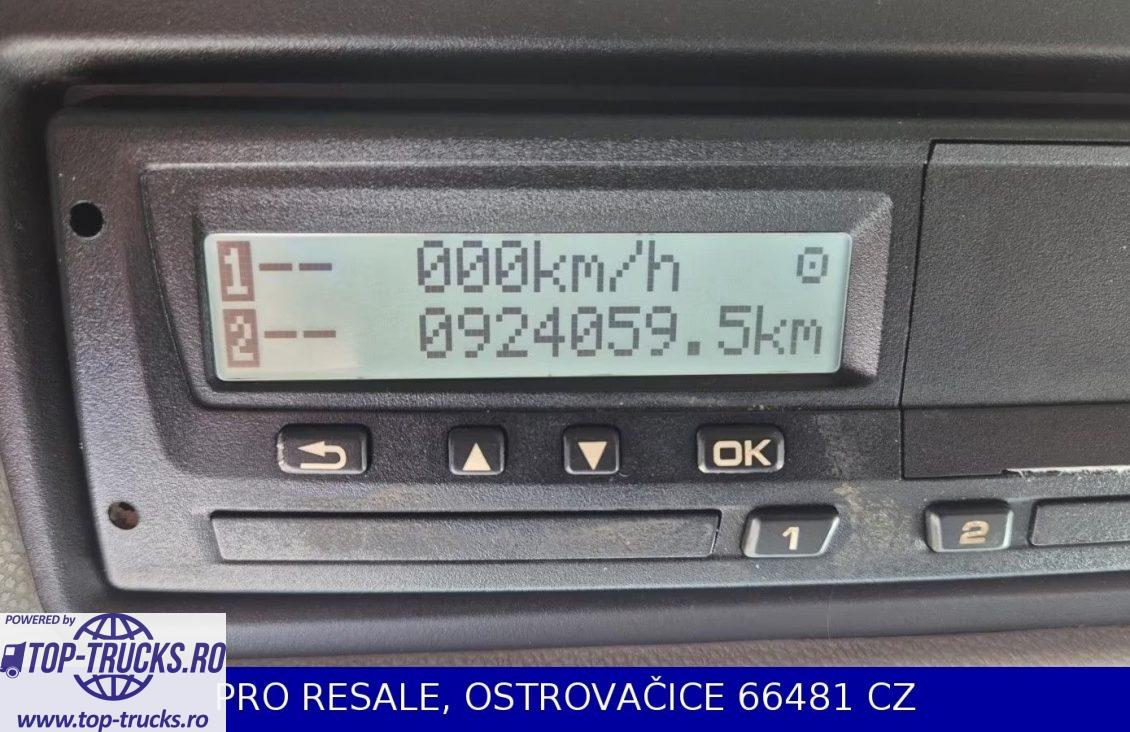 1-- 000km/h
2-- 0924059.5km
OK
1 2
POWERED by
TOP-TRUCKS.RO
www.top-trucks.ro
PRO RESALE, OSTROVAČICE 66481 CZ